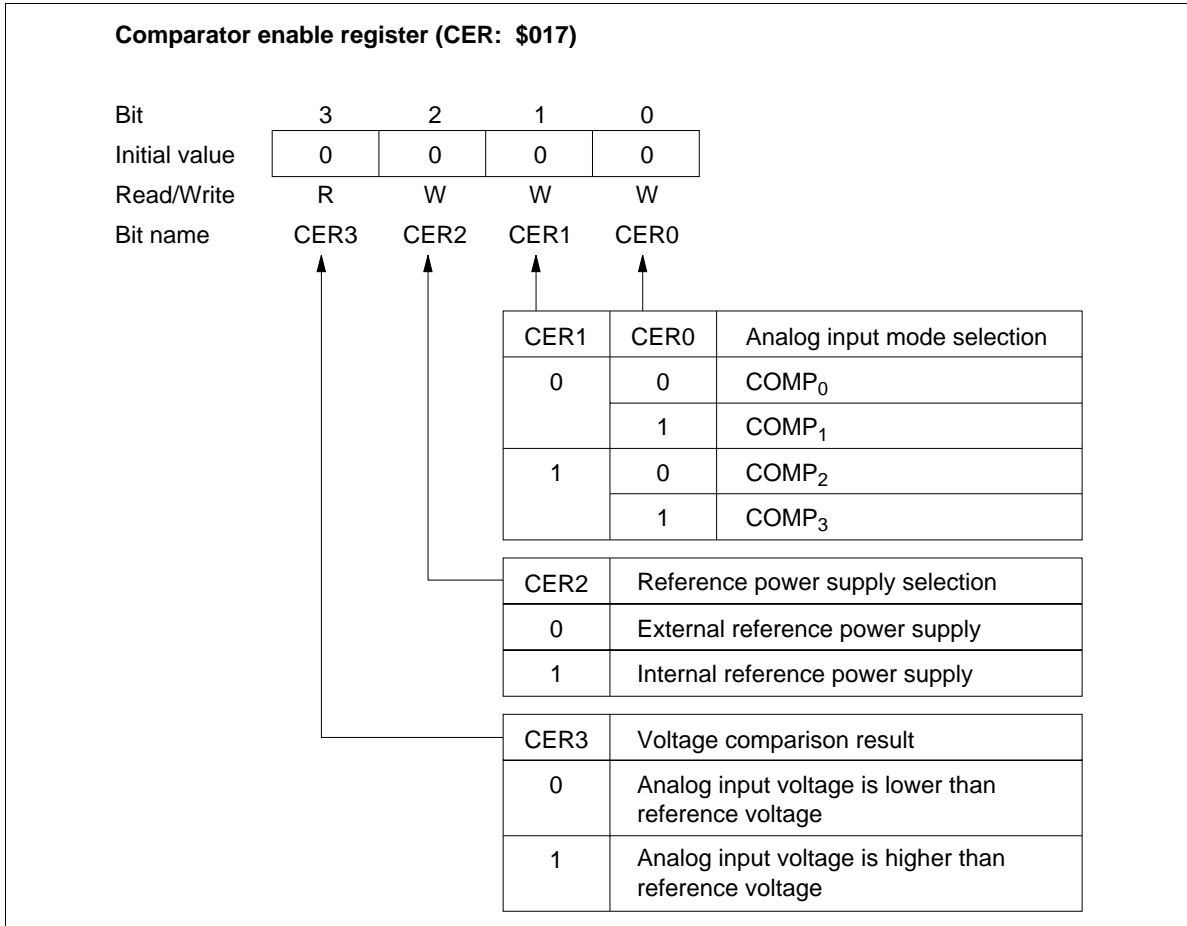 Comparator enable register (CER: $017)
Bit 3 2 1 0
Initial value 0 0 0 0
Read/Write R W W W
Bit name CER3 CER2 CER1 CER0
CER1 CER0 Analog input mode selection
0 0 COMP₀
1 COMP₁
1 0 COMP₂
1 COMP₃
CER2 Reference power supply selection
0 External reference power supply
1 Internal reference power supply
CER3 Voltage comparison result
0 Analog input voltage is lower than
reference voltage
1 Analog input voltage is higher than
reference voltage